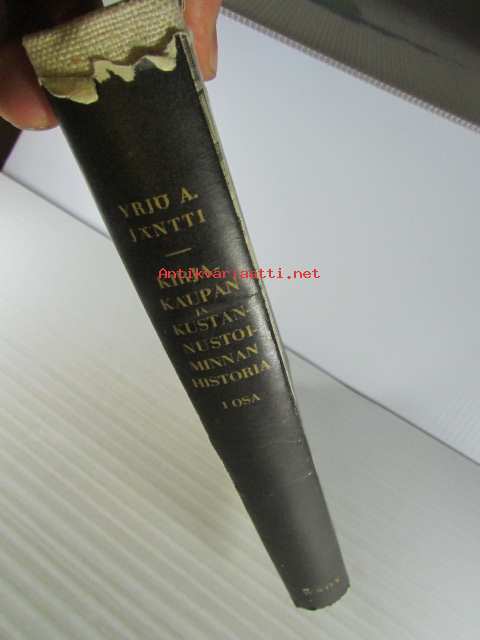 YRJÖ A.
JÄNTTI
KIRJA-
KAUPAN
JA
KUSTAN-
NUSTOI-
MINNAN
HISTORIA
I OSA
Antikvariaatti.net